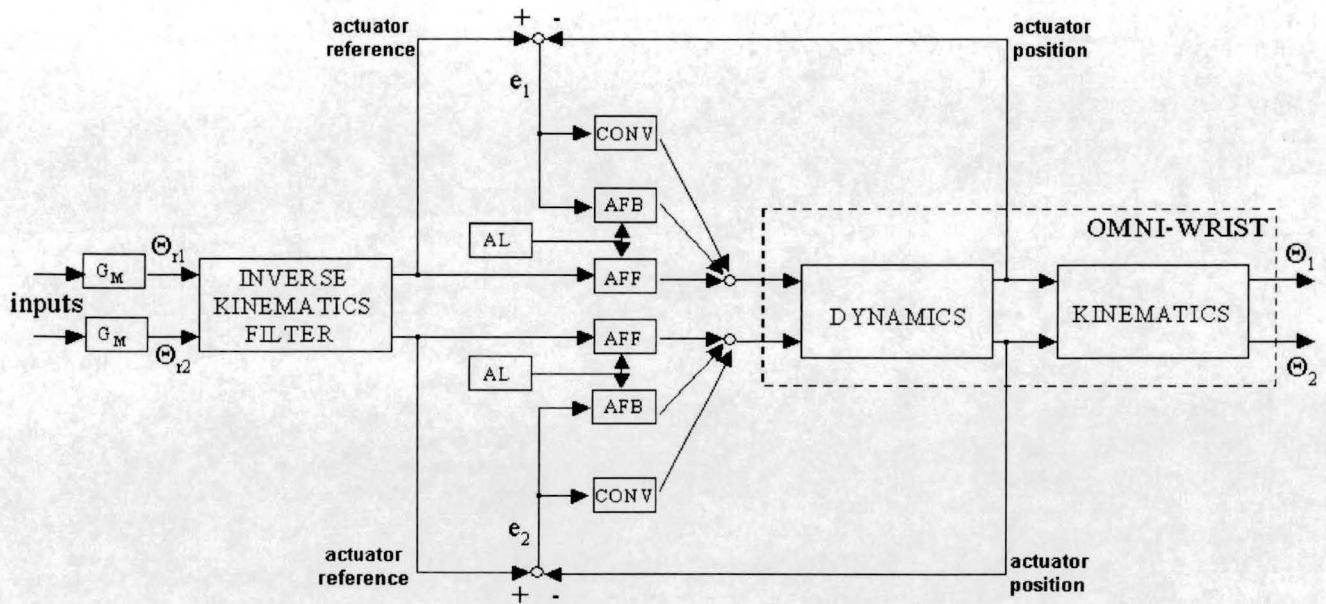 actuator
reference
+ -
actuator
position
e1
CONV
AFB
AL
AFF
OMNI-WRIST
inputs
GM
Θr1
GM
Θr2
INVERSE
KINEMATICS
FILTER
DYNAMICS
KINEMATICS
Θ1
Θ2
AFF
AL
AFB
CONV
e2
actuator
reference
+ -
actuator
position